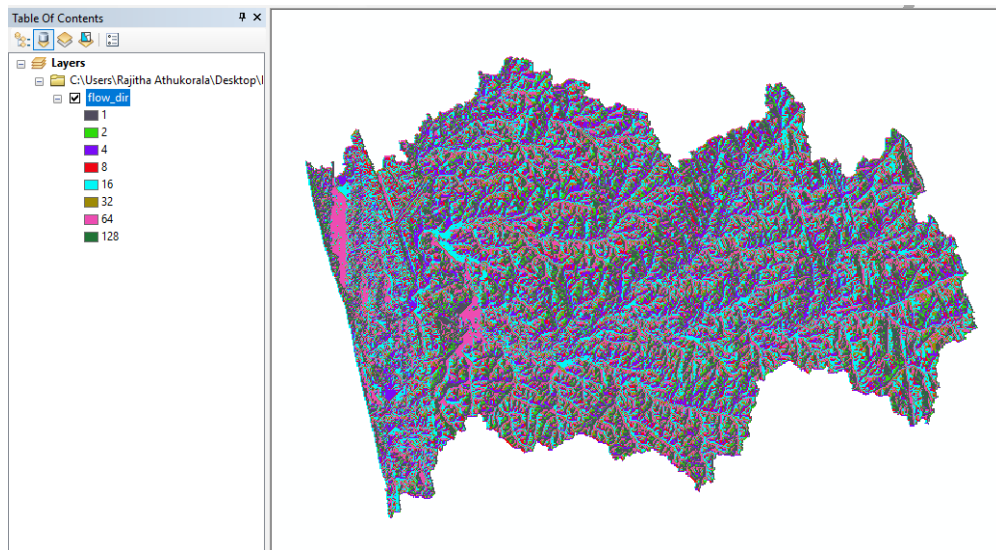 Table Of Contents
Layers
C:\Users\Rajitha Athukorala\Desktop\
flow_dir
1
2
4
8
16
32
64
128